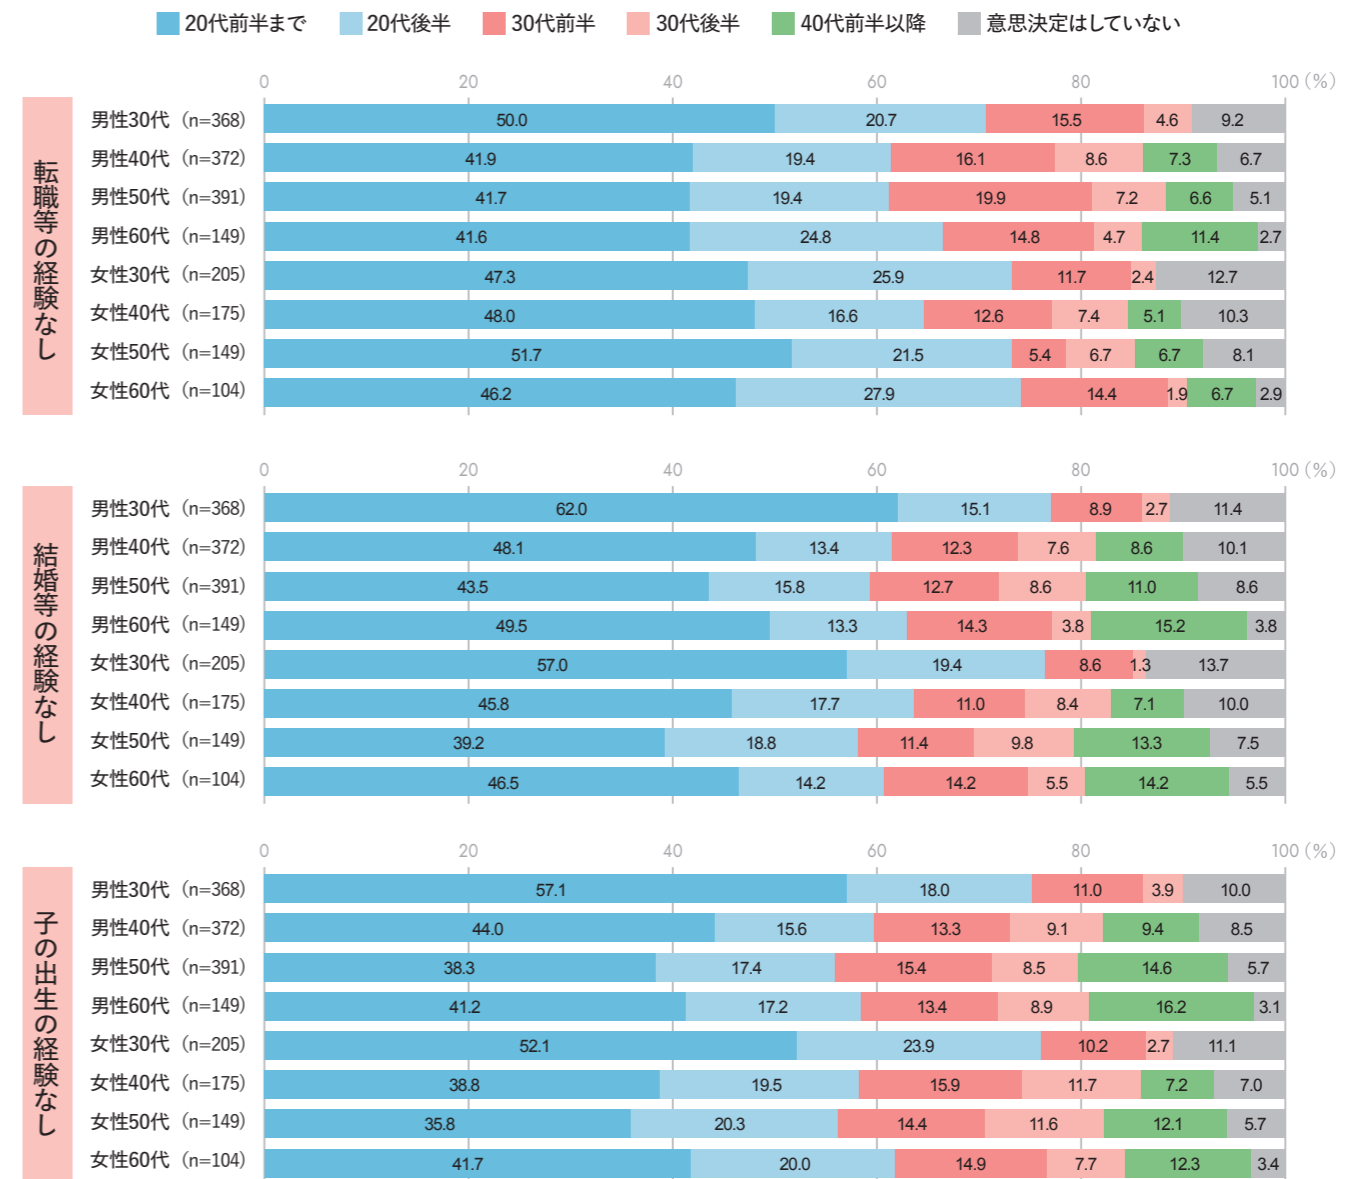 20代前半まで 20代後半 30代前半 30代後半 40代前半以降 意思決定はしていない
0 20 40 60 80 100(%)
転職等の経験なし
男性30代(n=368) 50.0 20.7 15.5 4.6 9.2
男性40代(n=372) 41.9 19.4 16.1 8.6 7.3 6.7
男性50代(n=391) 41.7 19.4 19.9 7.2 6.6 5.1
男性60代(n=149) 41.6 24.8 14.8 4.7 11.4 2.7
女性30代(n=205) 47.3 25.9 11.7 2.4 12.7
女性40代(n=175) 48.0 16.6 12.6 7.4 5.1 10.3
女性50代(n=149) 51.7 21.5 5.4 6.7 6.7 8.1
女性60代(n=104) 46.2 27.9 14.4 1.9 6.7 2.9
0 20 40 60 80 100(%)
結婚等の経験なし
男性30代(n=368) 62.0 15.1 8.9 2.7 11.4
男性40代(n=372) 48.1 13.4 12.3 7.6 8.6 10.1
男性50代(n=391) 43.5 15.8 12.7 8.6 11.0 8.6
男性60代(n=149) 49.5 13.3 14.3 3.8 15.2 3.8
女性30代(n=205) 57.0 19.4 8.6 1.3 13.7
女性40代(n=175) 45.8 17.7 11.0 8.4 7.1 10.0
女性50代(n=149) 39.2 18.8 11.4 9.8 13.3 7.5
女性60代(n=104) 46.5 14.2 14.2 5.5 14.2 5.5
0 20 40 60 80 100(%)
子の出生の経験なし
男性30代(n=368) 57.1 18.0 11.0 3.9 10.0
男性40代(n=372) 44.0 15.6 13.3 9.1 9.4 8.5
男性50代(n=391) 38.3 17.4 15.4 8.5 14.6 5.7
男性60代(n=149) 41.2 17.2 13.4 8.9 16.2 3.1
女性30代(n=205) 52.1 23.9 10.2 2.7 11.1
女性40代(n=175) 38.8 19.5 15.9 11.7 7.2 7.0
女性50代(n=149) 35.8 20.3 14.4 11.6 12.1 5.7
女性60代(n=104) 41.7 20.0 14.9 7.7 12.3 3.4